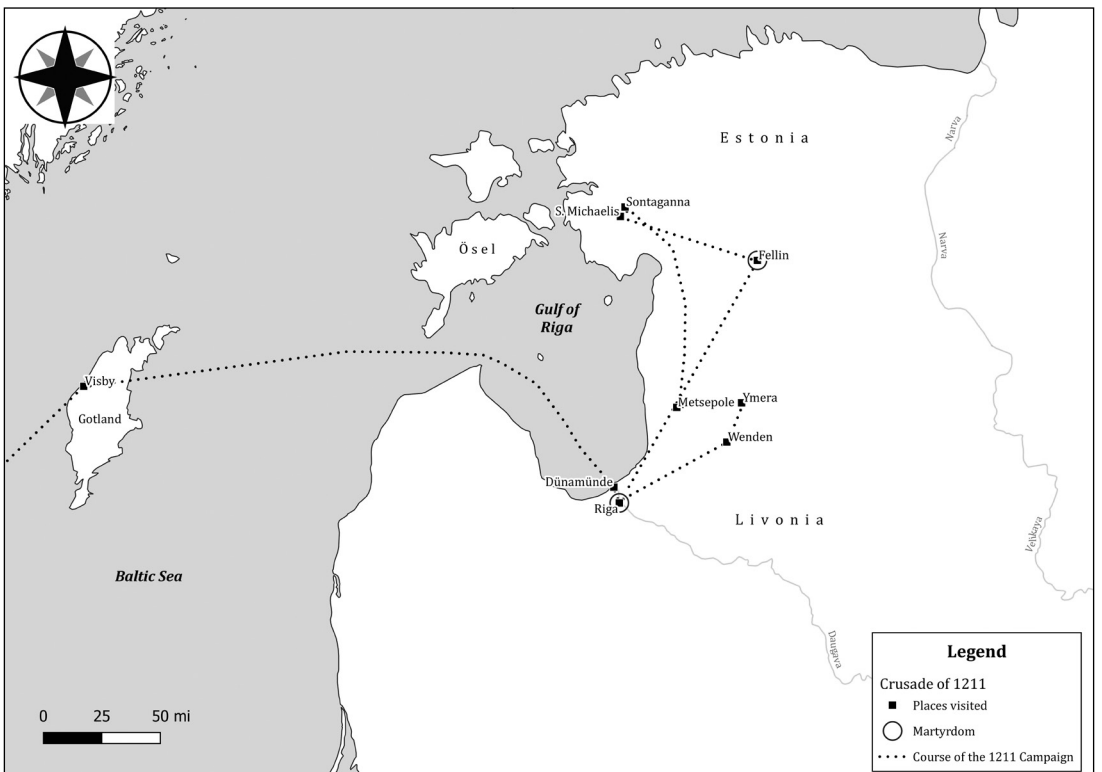 Estonia
Narva
Sontaganna
S. Michaelis
Ösel
Narva
Fellin
Gulf of
Riga
Visby
Metsepole
Ymera
Gotland
Wenden
Dünamünde
Riga
Livonia
Velikaya
Baltic Sea
Daugava
Legend
Crusade of 1211
Places visited
Martyrdom
Course of the 1211 Campaign
0 25 50 mi